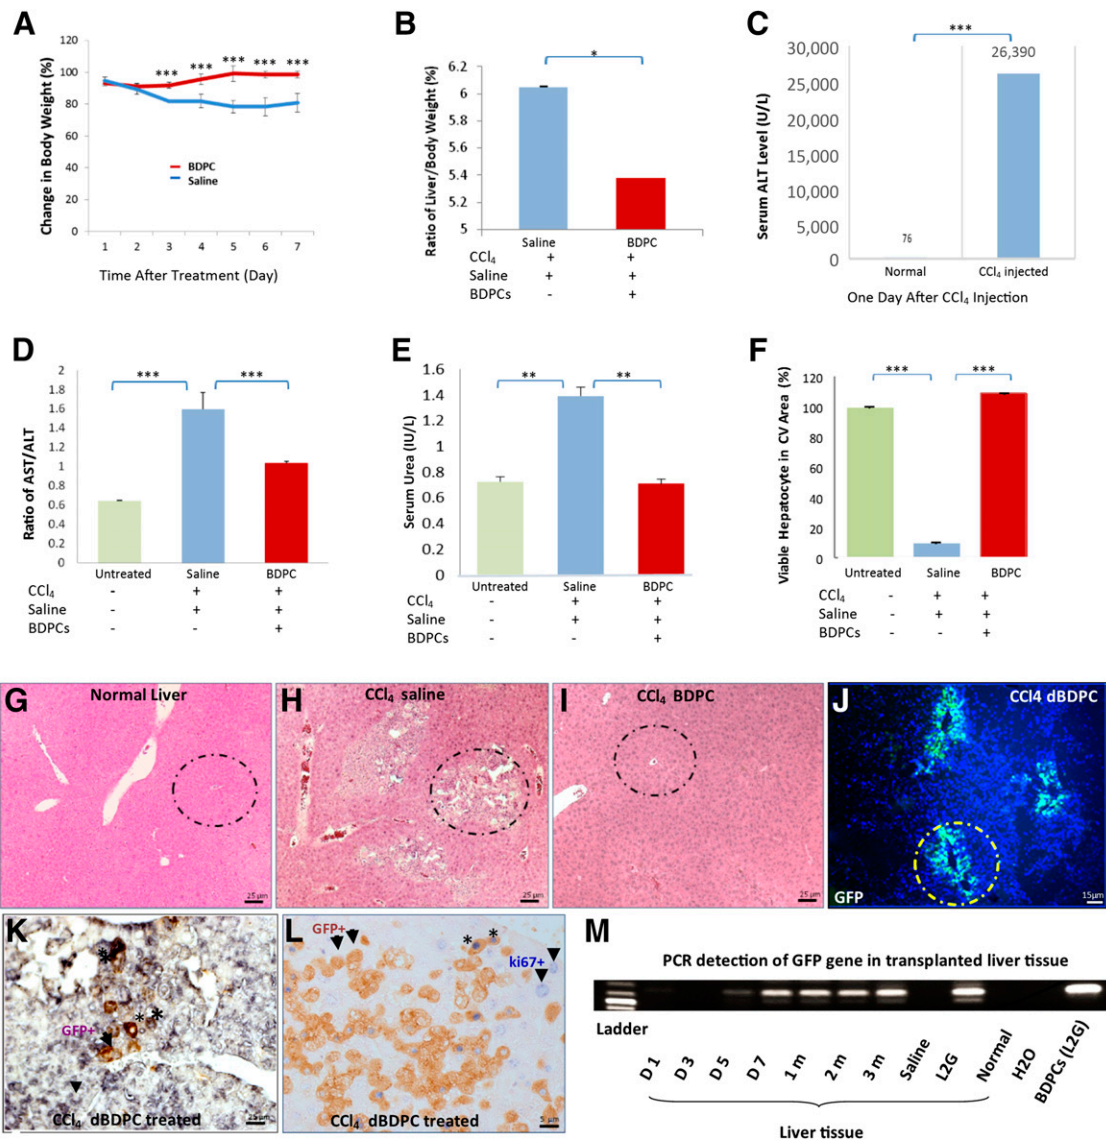 A
Change in Body Weight (%)
120
100
80
60
40
20
0
*** *** *** *** ***
BDPC
Saline
1 2 3 4 5 6 7
Time After Treatment (Day)
B
Ratio of Liver/Body Weight (%)
*
6.2
6
5.8
5.6
5.4
5.2
5
Saline BDPC
CCl₄ + +
Saline + +
BDPCs - +
C
Serum ALT Level (U/L)
***
30,000
25,000
20,000
15,000
10,000
5,000
0
26,390
76
Normal CCl₄ injected
One Day After CCl₄ Injection
D
Ratio of AST/ALT
2
1.8
1.6
1.4
1.2
1
0.8
0.6
0.4
0.2
0
*** ***
Untreated Saline BDPC
CCl₄ - + +
Saline - + +
BDPCs - - +
E
Serum Urea (IU/L)
1.6
1.4
1.2
1
0.8
0.6
0.4
0.2
0
** **
Untreated Saline BDPC
CCl₄ - + +
Saline - + +
BDPCs - - +
F
Viable Hepatocyte in CV Area (%)
120
100
80
60
40
20
0
*** ***
Untreated Saline BDPC
CCl₄ - + +
Saline - + +
BDPCs - - +
G
Normal Liver
25 μm
H
CCl₄ saline
25 μm
I
CCl₄ BDPC
25 μm
J
CCl4 dBDPC
GFP
15μm
K
*
* *
GFP+
CCl₄ dBDPC treated
25 μm
L
GFP+
* *
ki67+
CCl₄ dBDPC treated
5 μm
M
PCR detection of GFP gene in transplanted liver tissue
Ladder
D 1
D 3
D 5
D 7
1 m
2 m
3 m
Saline
L2G
Normal
H2O
BDPCs (L2G)
Liver tissue